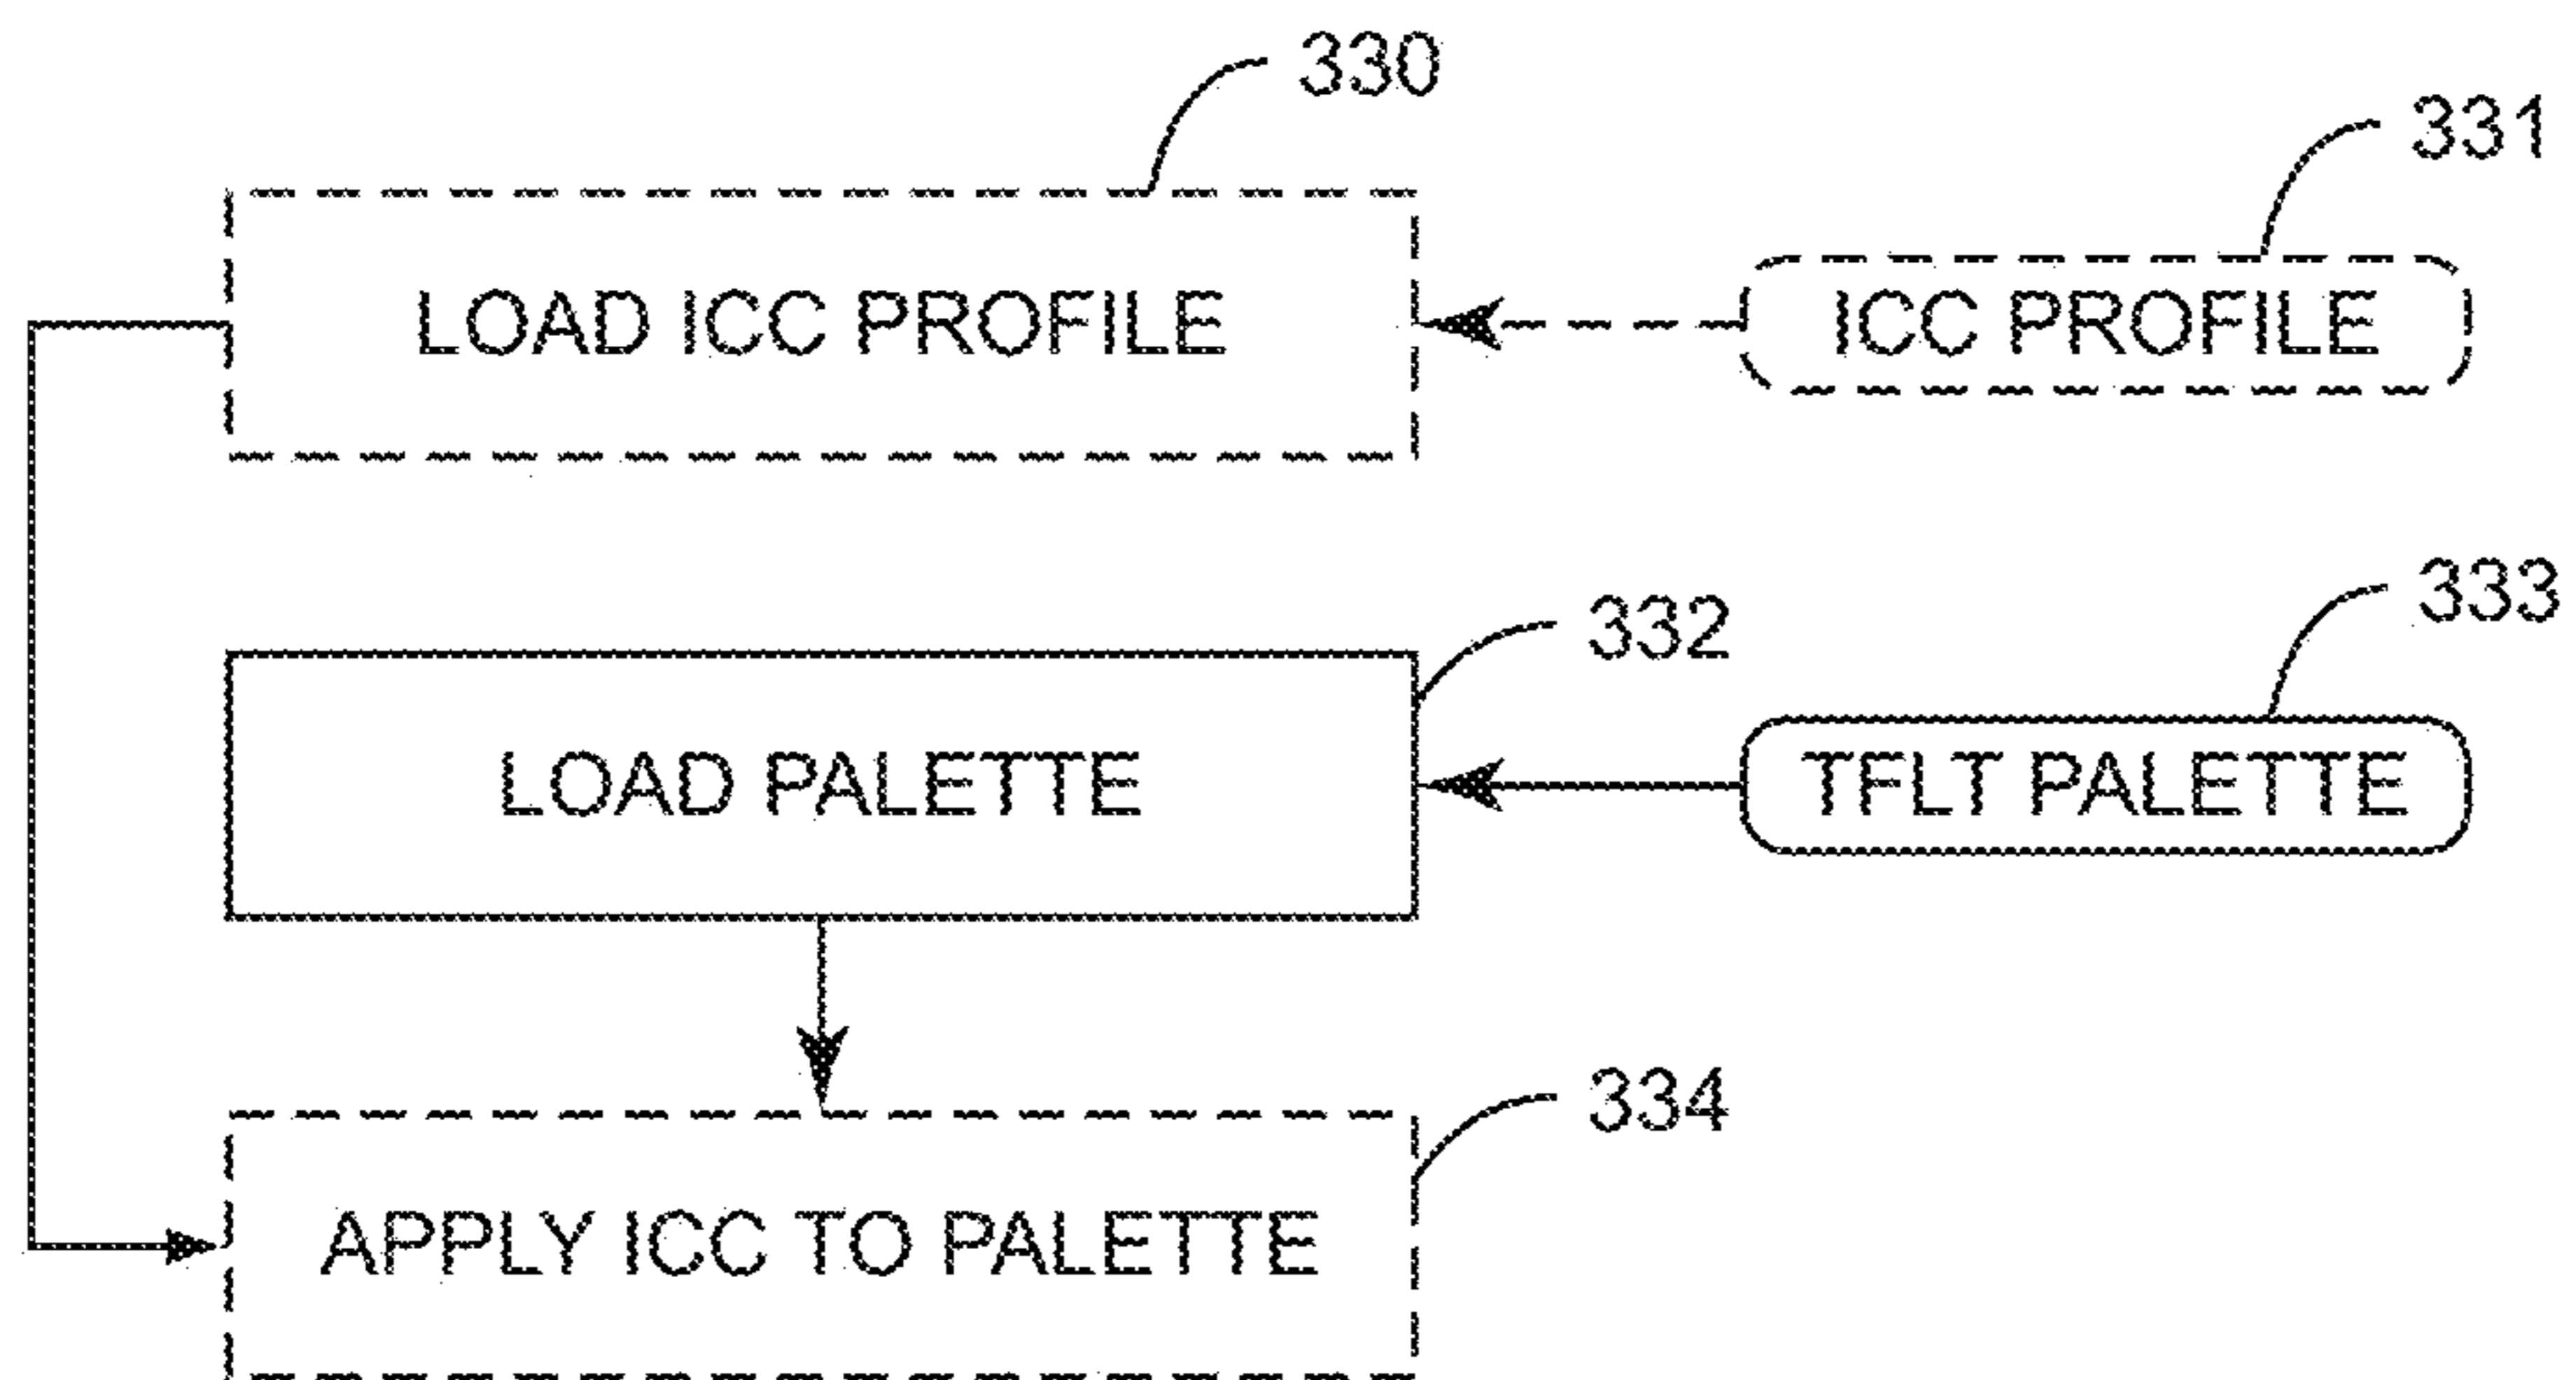 330
331
LOAD ICC PROFILE
ICC PROFILE
332
333
LOAD PALETTE
TFLT PALETTE
334
APPLY ICC TO PALETTE